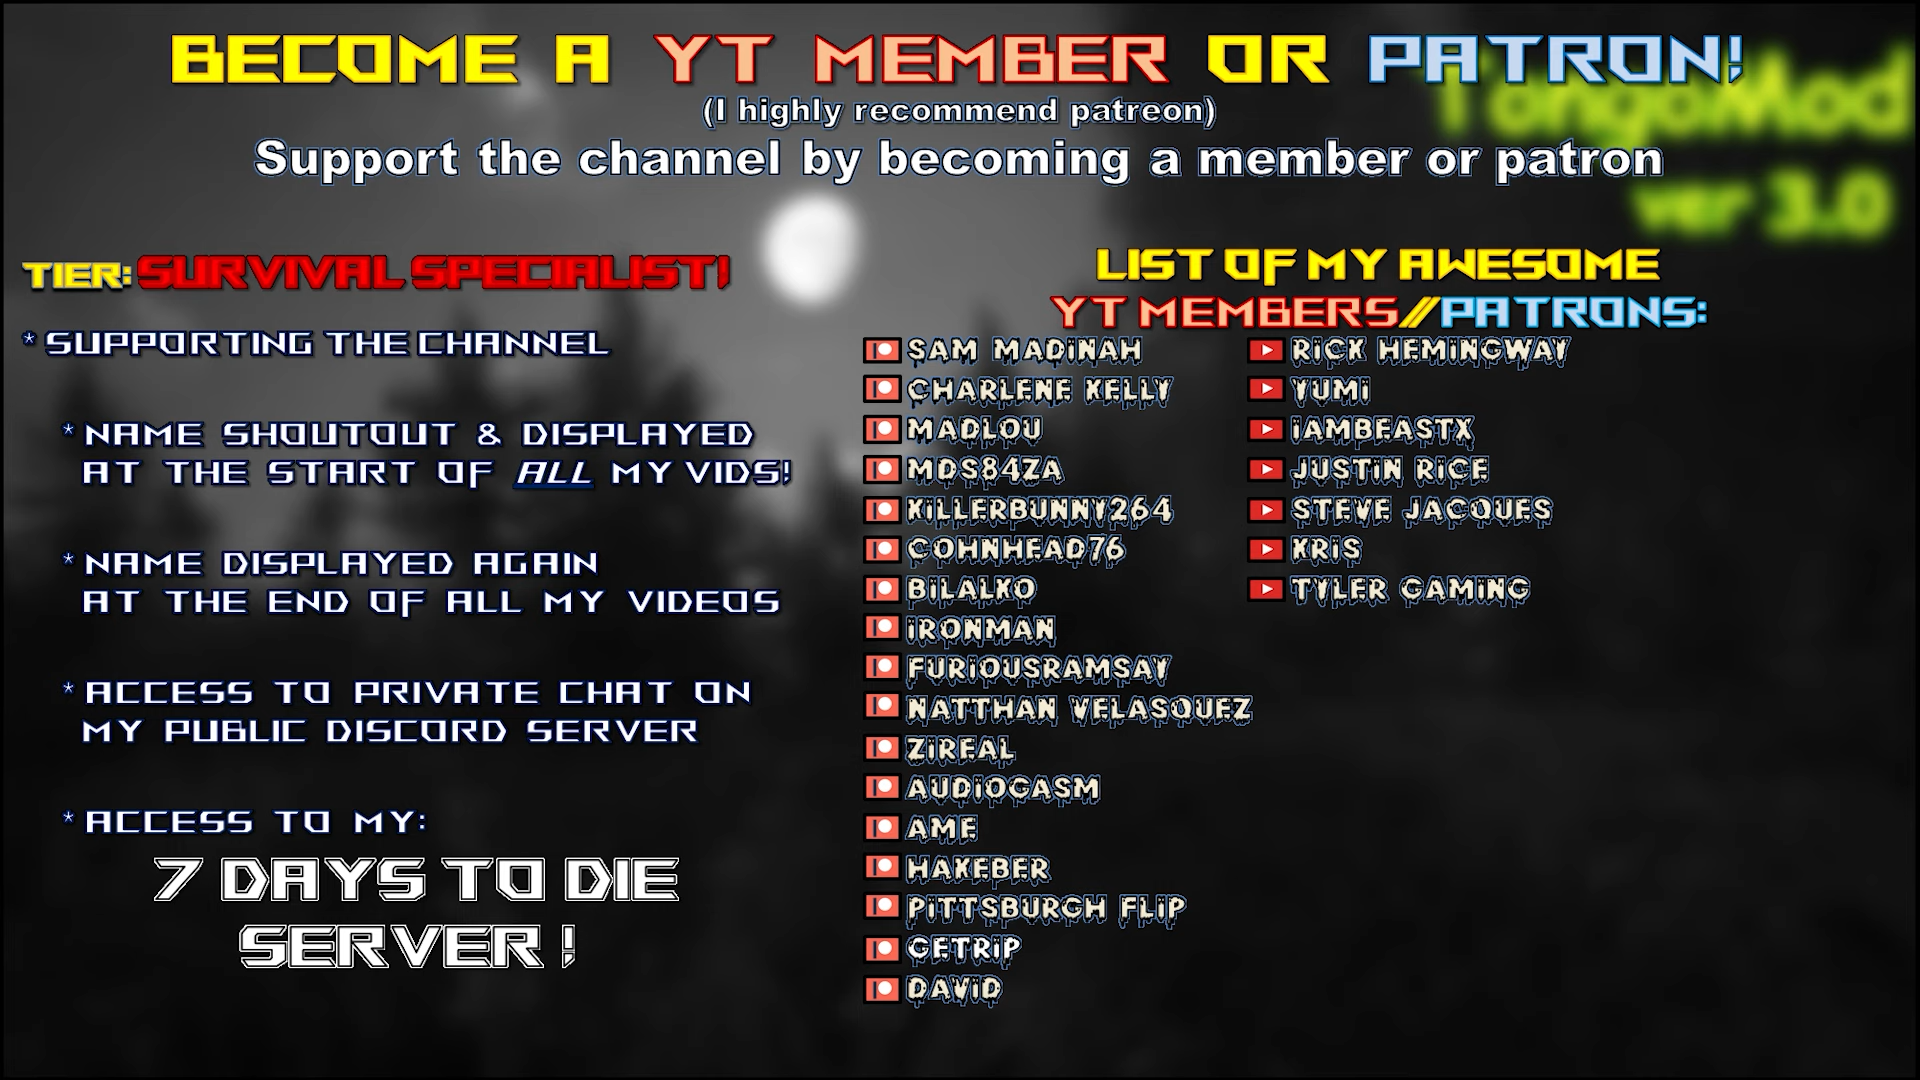 BECOME A YT MEMBER OR PATRON!
(I highly recommend patreon)
Support the channel by becoming a member or patron
TongoMod
ver 3.0
TIER: SURVIVAL SPECIALIST!
* SUPPORTING THE CHANNEL
* NAME SHOUTOUT & DISPLAYED
AT THE START OF ALL MY VIDS!
* NAME DISPLAYED AGAIN
AT THE END OF ALL MY VIDEOS
* ACCESS TO PRIVATE CHAT ON
MY PUBLIC DISCORD SERVER
* ACCESS TO MY:
7 DAYS TO DIE
SERVER !
LIST OF MY AWESOME
YT MEMBERS//PATRONS:
SAM MADINAH
CHARLENE KELLY
MADLOU
MDS84ZA
KILLERBUNNY264
COHNHEAD76
BILALKO
IRONMAN
FURIOUSRAMSAY
NATTHAN VELASQUEZ
ZIREAL
AUDIOGASM
AME
HAKEBER
PITTSBURGH FLIP
GETRIP
DAVID
RICK HEMINGWAY
YUMI
IAMBEASTX
JUSTIN RICE
STEVE JACQUES
KRIS
TYLER GAMING